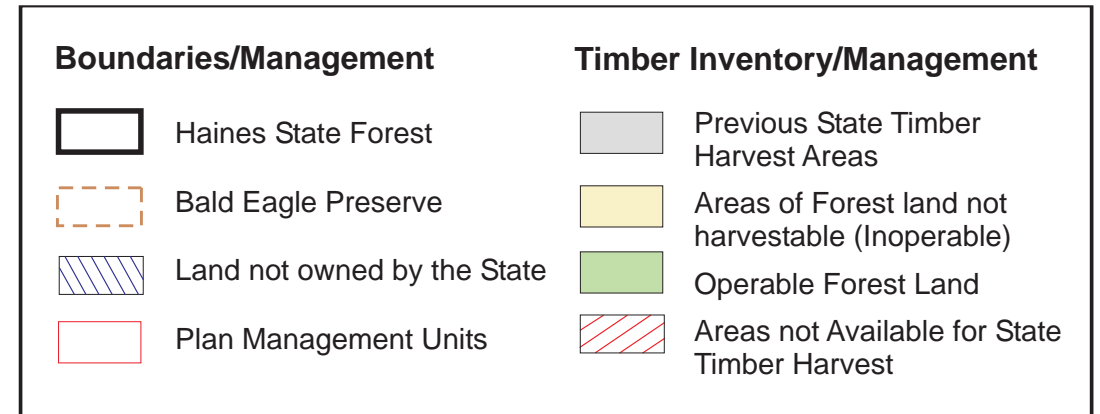 Boundaries/Management
Haines State Forest
Bald Eagle Preserve
Land not owned by the State
Plan Management Units
Timber Inventory/Management
Previous State Timber
Harvest Areas
Areas of Forest land not
harvestable (Inoperable)
Operable Forest Land
Areas not Available for State
Timber Harvest